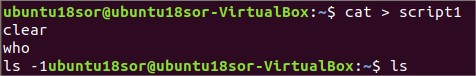 ubuntu18sor@ubuntu18sor-VirtualBox:~$ cat > script1
clear
who
ls -1ubuntu18sor@ubuntu18sor-VirtualBox:~$ ls